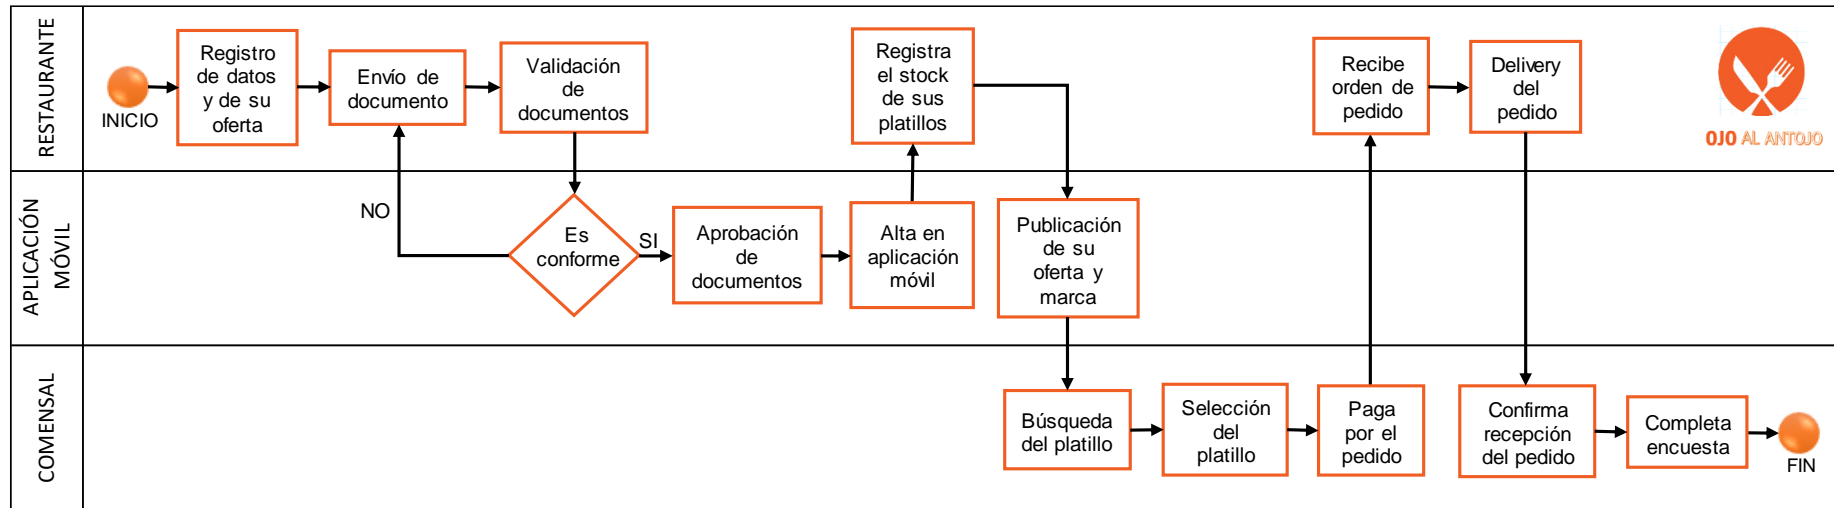 RESTAURANTE
INICIO
Registro
de datos
y de su
oferta
Envío de
documento
Validación
de
documentos
Registra
el stock
de sus
platillos
Recibe
orden de
pedido
Delivery
del
pedido
OJO AL ANTOJO
APLICACIÓN
MÓVIL
NO
Es
conforme
SI
Aprobación
de
documentos
Alta en
aplicación
móvil
Publicación
de su
oferta y
marca
COMENSAL
Búsqueda
del platillo
Selección
del
platillo
Paga
por el
pedido
Confirma
recepción
del pedido
Completa
encuesta
FIN